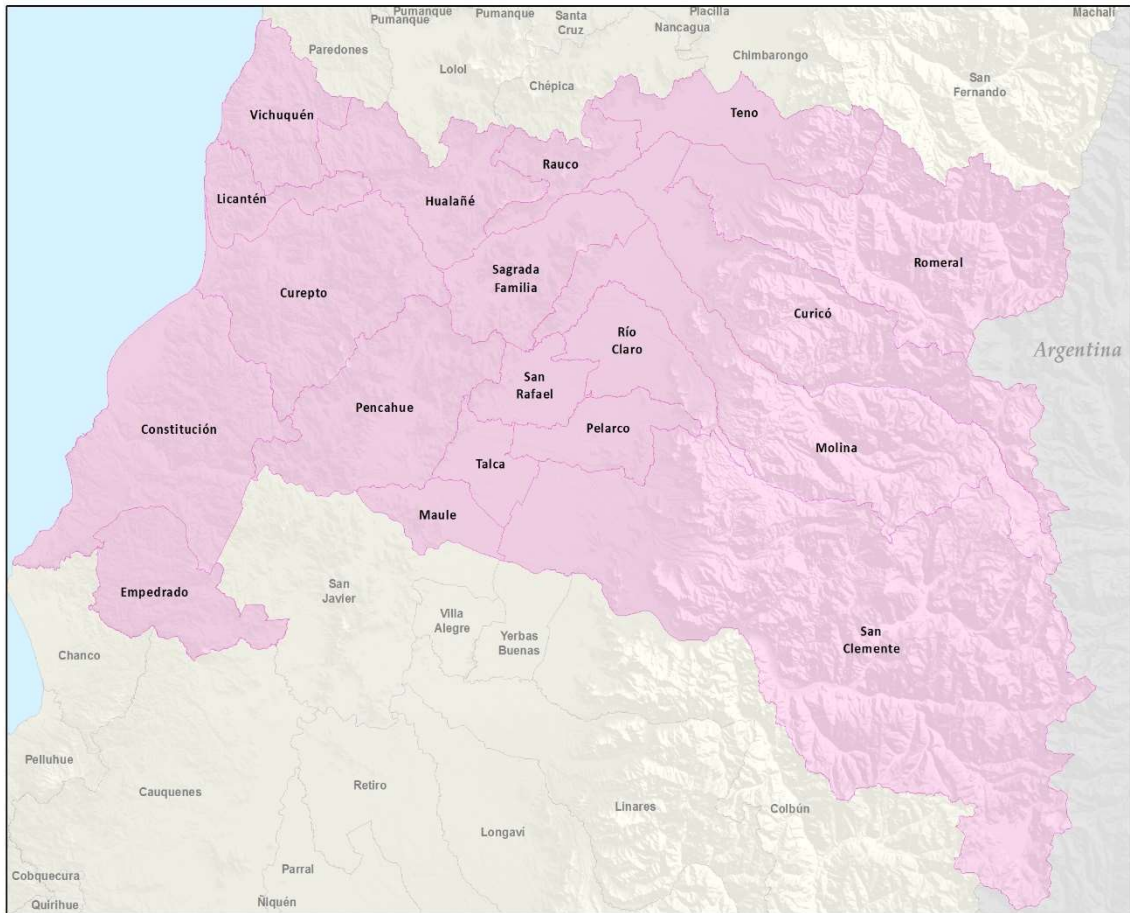 Pumanque
Pumanque
Pumanque
Santa
Cruz
Placilla
Nancagua
Machalí
Paredones
Lolol
Chépica
Chimbarongo
San
Fernando
Vichuquén
Teno
Rauco
Licantén
Hualañé
Romeral
Sagrada
Familia
Curepto
Curicó
Río
Claro
Argentina
San
Rafael
Pencahue
Constitución
Pelarco
Molina
Talca
Maule
Empedrado
San
Javier
Villa
Alegre
Yerbas
Buenas
San
Clemente
Chanco
Pelluhue
Cauquenes
Retiro
Linares
Colbún
Longaví
Parral
Cobquecura
Quirihue
Ñiquén